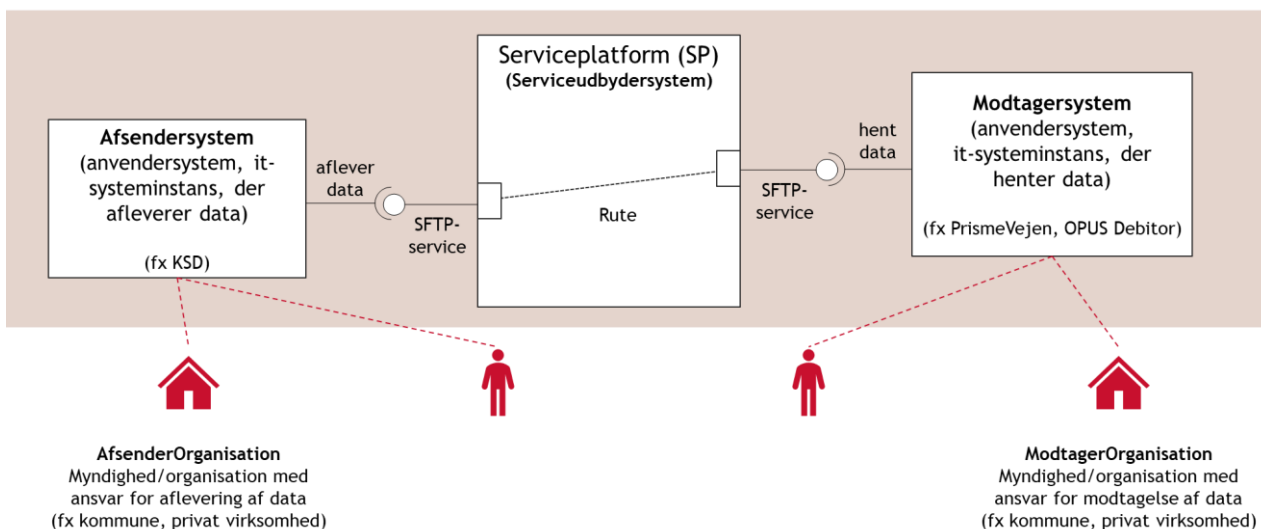 Afsendersystem
(anvendersystem, it-
systeminstans, der
afleverer data)
(fx KSD)
aflever
data
SFTP-
service
Serviceplatform (SP)
(Serviceudbydersystem)
Rute
SFTP-
service
hent
data
Modtagersystem
(anvendersystem,
it-systeminstans, der
henter data)
(fx PrismeVejen, OPUS Debitor)
AfsenderOrganisation
Myndighed/organisation med
ansvar for aflevering af data
(fx kommune, privat virksomhed)
ModtagerOrganisation
Myndighed/organisation med
ansvar for modtagelse af data
(fx kommune, privat virksomhed)